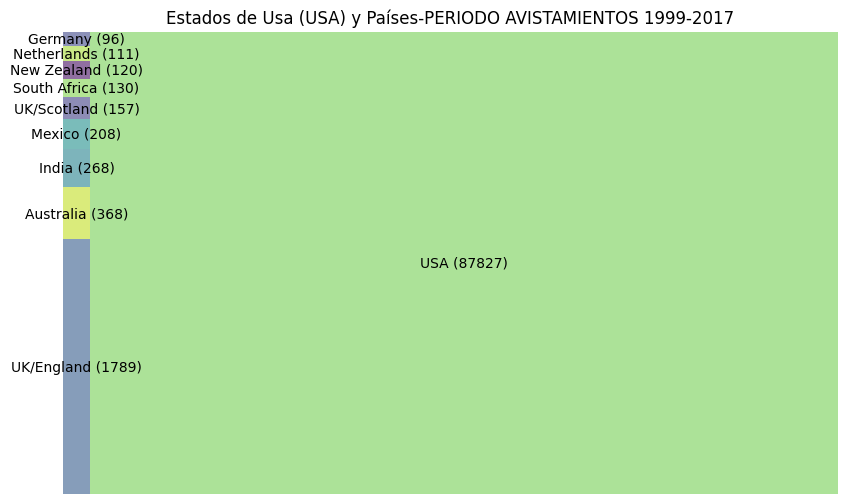 Estados de Usa (USA) y Países-PERIODO AVISTAMIENTOS 1999-2017
Germany (96)
Netherlands (111)
New Zealand (120)
South Africa (130)
UK/Scotland (157)
Mexico (208)
India (268)
Australia (368)
USA (87827)
UK/England (1789)